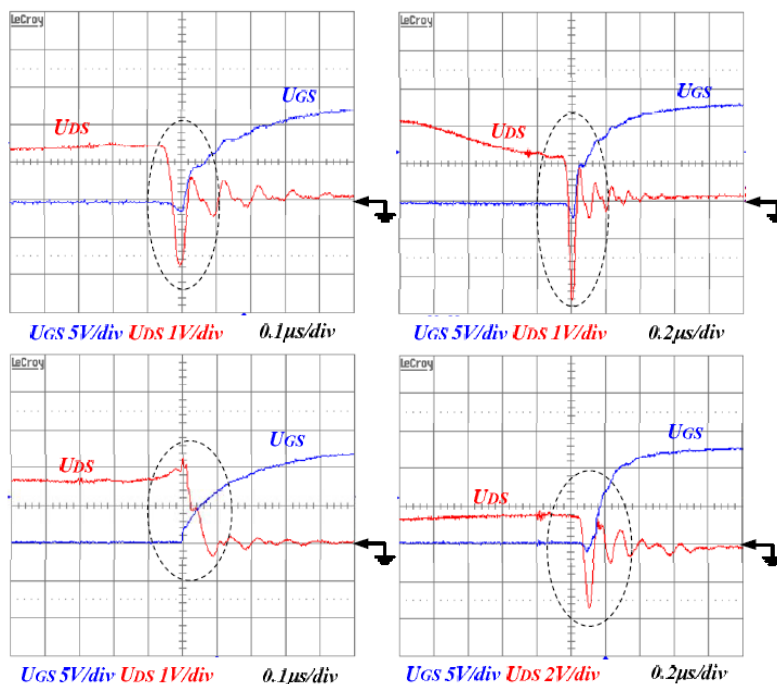 LeCroy
LeCroy
UGS
UDS
UGS
UDS
UGS 5V/div UDS 1V/div 0.1µs/div
UGS 5V/div UDS 1V/div 0.2µs/div
LeCroy
LeCroy
UGS
UDS
UGS
UDS
UGS 5V/div UDS 1V/div 0.1µs/div
UGS 5V/div UDS 2V/div 0.2µs/div